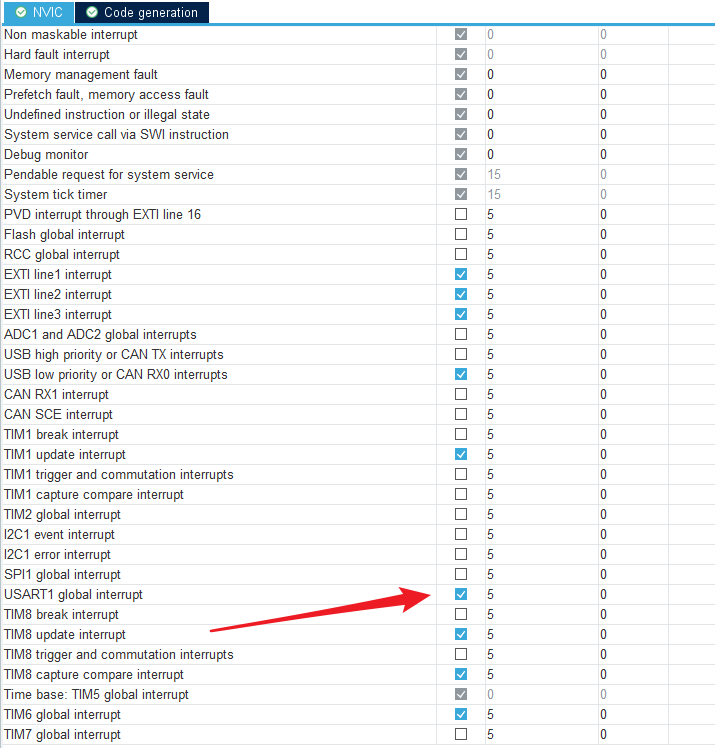 NVIC Code generation
Non maskable interrupt 0 0
Hard fault interrupt 0 0
Memory management fault 0 0
Prefetch fault, memory access fault 0 0
Undefined instruction or illegal state 0 0
System service call via SWI instruction 0 0
Debug monitor 0 0
Pendable request for system service 15 0
System tick timer 15 0
PVD interrupt through EXTI line 16 5 0
Flash global interrupt 5 0
RCC global interrupt 5 0
EXTI line1 interrupt 5 0
EXTI line2 interrupt 5 0
EXTI line3 interrupt 5 0
ADC1 and ADC2 global interrupts 5 0
USB high priority or CAN TX interrupts 5 0
USB low priority or CAN RX0 interrupts 5 0
CAN RX1 interrupt 5 0
CAN SCE interrupt 5 0
TIM1 break interrupt 5 0
TIM1 update interrupt 5 0
TIM1 trigger and commutation interrupts 5 0
TIM1 capture compare interrupt 5 0
TIM2 global interrupt 5 0
I2C1 event interrupt 5 0
I2C1 error interrupt 5 0
SPI1 global interrupt 5 0
USART1 global interrupt 5 0
TIM8 break interrupt 5 0
TIM8 update interrupt 5 0
TIM8 trigger and commutation interrupts 5 0
TIM8 capture compare interrupt 5 0
Time base: TIM5 global interrupt 0 0
TIM6 global interrupt 5 0
TIM7 global interrupt 5 0